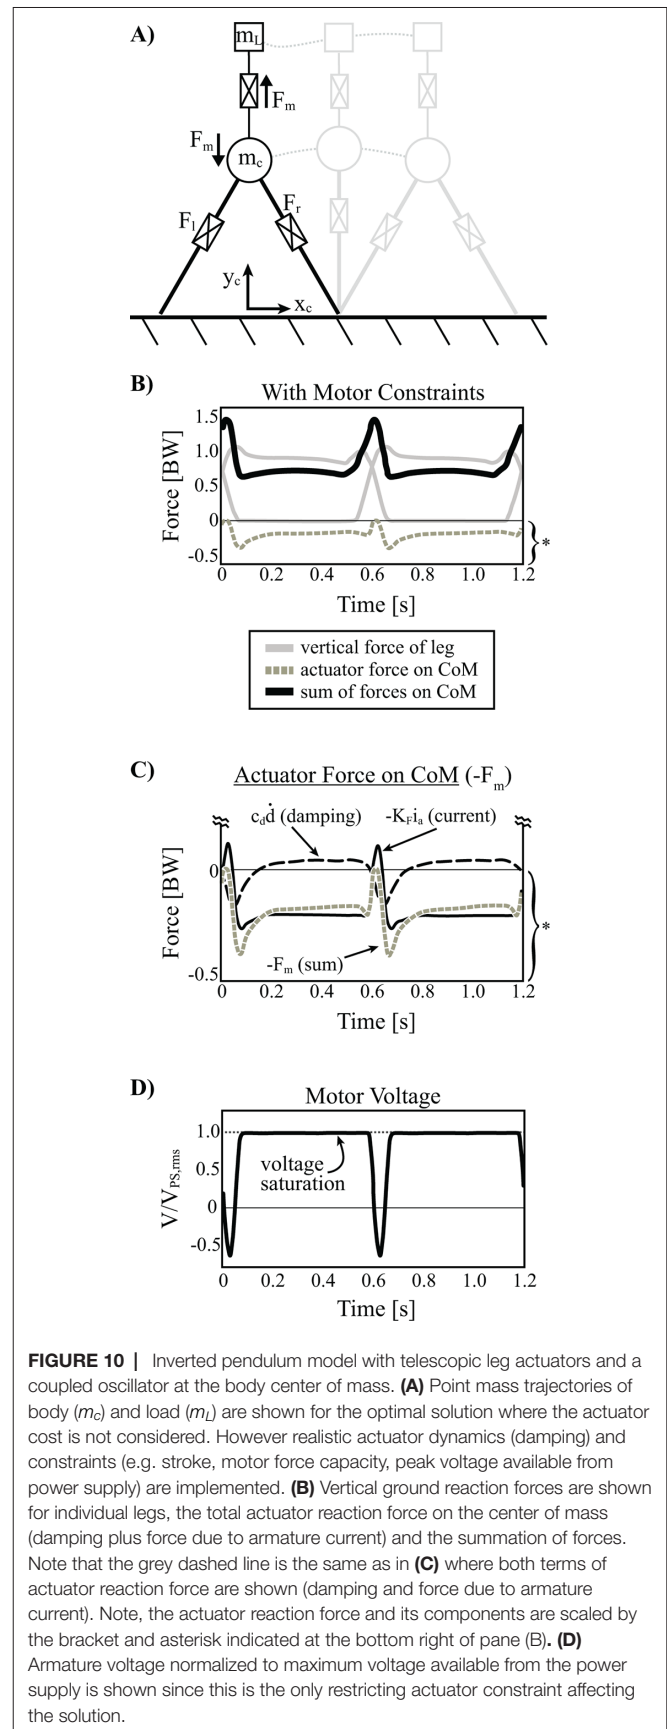 A)
m_L
F_m
F_m
m_c
F_l
F_r
y_c
x_c
B)
With Motor Constraints
Force [BW]
1.5
1.0
0.5
0
-0.5
*
0 0.2 0.4 0.6 0.8 1.0 1.2
Time [s]
vertical force of leg
actuator force on CoM
sum of forces on CoM
C)
Actuator Force on CoM (-F_m)
c_dḋ (damping)
-K_Fi_a (current)
Force [BW]
0
-0.5
-F_m (sum)
*
0 0.2 0.4 0.6 0.8 1.0 1.2
Time [s]
D)
Motor Voltage
V/V_PS,rms
1.0
0.5
0
-0.5
voltage
saturation
0 0.2 0.4 0.6 0.8 1.0 1.2
Time [s]
FIGURE 10 | Inverted pendulum model with telescopic leg actuators and a
coupled oscillator at the body center of mass. (A) Point mass trajectories of
body (m_c) and load (m_L) are shown for the optimal solution where the actuator
cost is not considered. However realistic actuator dynamics (damping) and
constraints (e.g. stroke, motor force capacity, peak voltage available from
power supply) are implemented. (B) Vertical ground reaction forces are shown
for individual legs, the total actuator reaction force on the center of mass
(damping plus force due to armature current) and the summation of forces.
Note that the grey dashed line is the same as in (C) where both terms of
actuator reaction force are shown (damping and force due to armature
current). Note, the actuator reaction force and its components are scaled by
the bracket and asterisk indicated at the bottom right of pane (B). (D)
Armature voltage normalized to maximum voltage available from the power
supply is shown since this is the only restricting actuator constraint affecting
the solution.